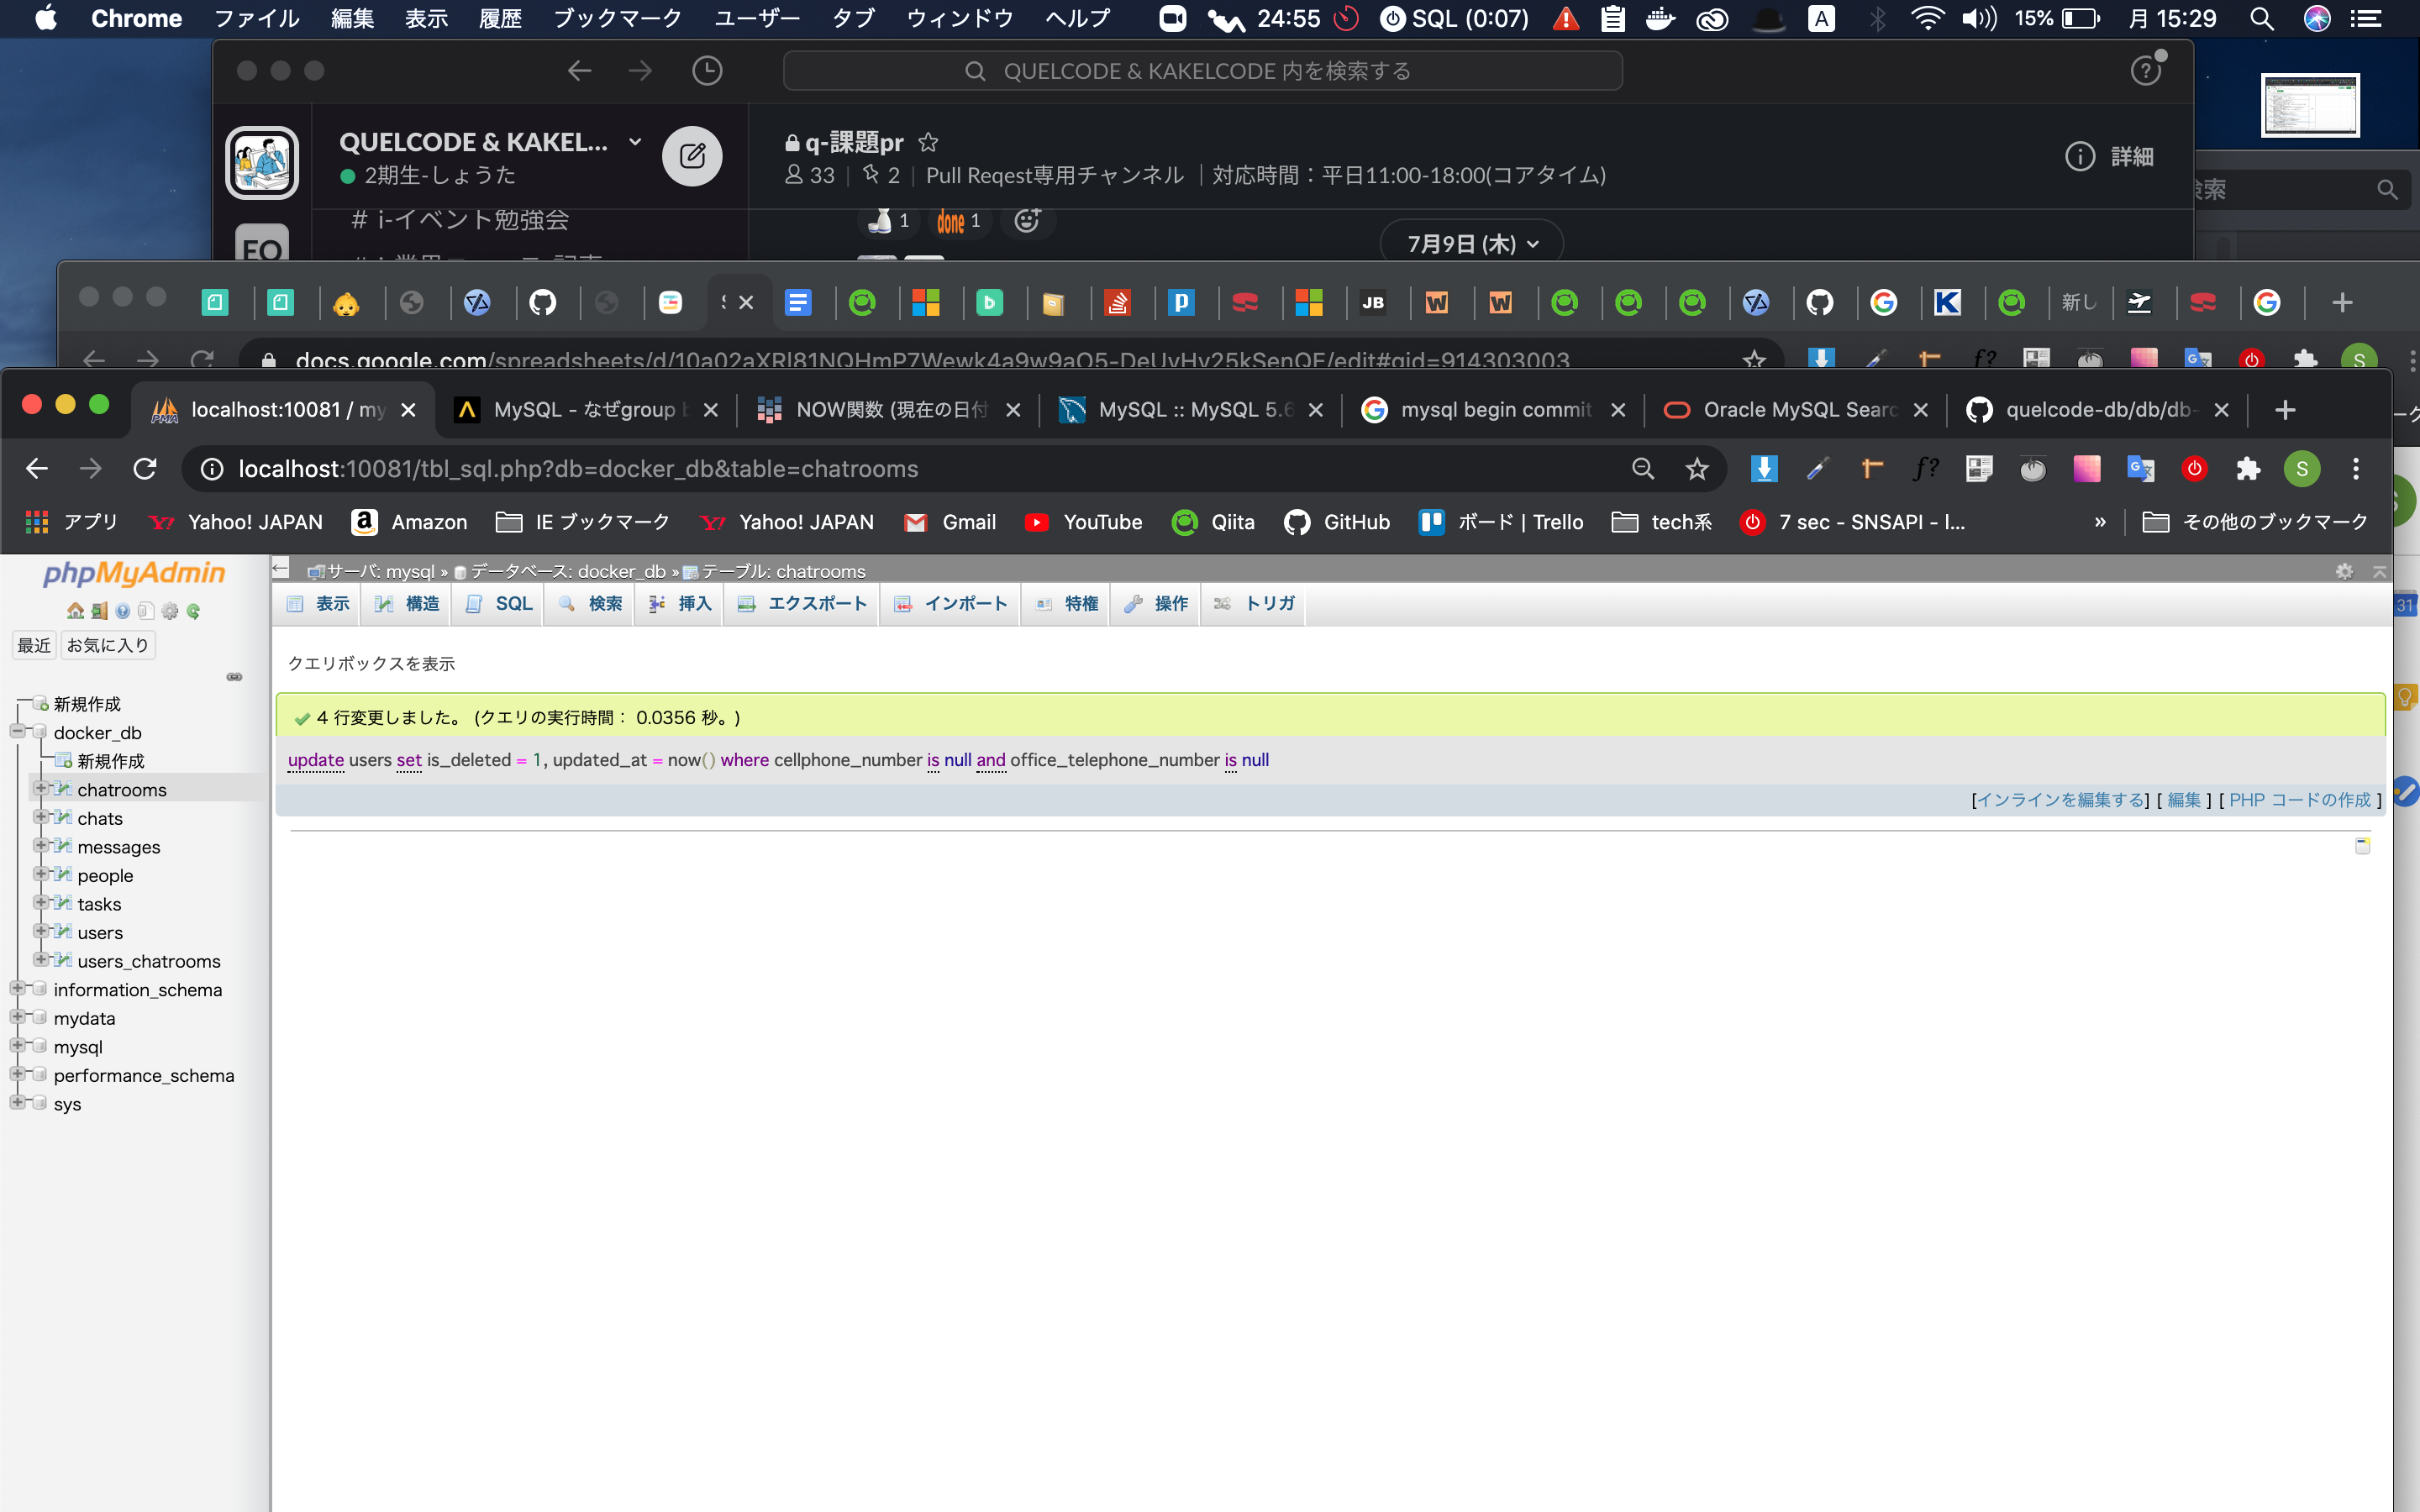 Chrome ファイル 編集 表示 履歴 ブックマーク ユーザー タブ ウィンドウ ヘルプ 24:55 SQL (0:07) A 15% 月 15:29
QUELCODE & KAKELCODE 内を検索する
QUELCODE & KAKEL...
2期生-しょうた
# i-イベント勉強会
q-課題pr
33 | 2 | Pull Reqest専用チャンネル ｜対応時間：平日11:00-18:00(コアタイム)
詳細
1 done 1
7月9日 (木)
検索
JB
新し
docs.google.com/spreadsheets/d/10a02aXRl81NQHmP7Wewk4a9w9aO5-DeUvHv25kSenQF/edit#gid=914303003
localhost:10081 / my
MySQL - なぜgroup b
NOW関数 (現在の日付
MySQL :: MySQL 5.6
mysql begin commit
Oracle MySQL Searc
quelcode-db/db/db-
localhost:10081/tbl_sql.php?db=docker_db&table=chatrooms
アプリ Yahoo! JAPAN Amazon IE ブックマーク Yahoo! JAPAN Gmail YouTube Qiita GitHub ボード | Trello tech系 7 sec - SNSAPI - I... » その他のブックマーク
phpMyAdmin
最近 お気に入り
新規作成
docker_db
新規作成
chatrooms
chats
messages
people
tasks
users
users_chatrooms
information_schema
mydata
mysql
performance_schema
sys
サーバ: mysql » データベース: docker_db » テーブル: chatrooms
表示 構造 SQL 検索 挿入 エクスポート インポート 特権 操作 トリガ
クエリボックスを表示
4 行変更しました。 (クエリの実行時間： 0.0356 秒。)
update users set is_deleted = 1, updated_at = now() where cellphone_number is null and office_telephone_number is null
[インラインを編集する] [ 編集 ] [ PHP コードの作成 ]
31